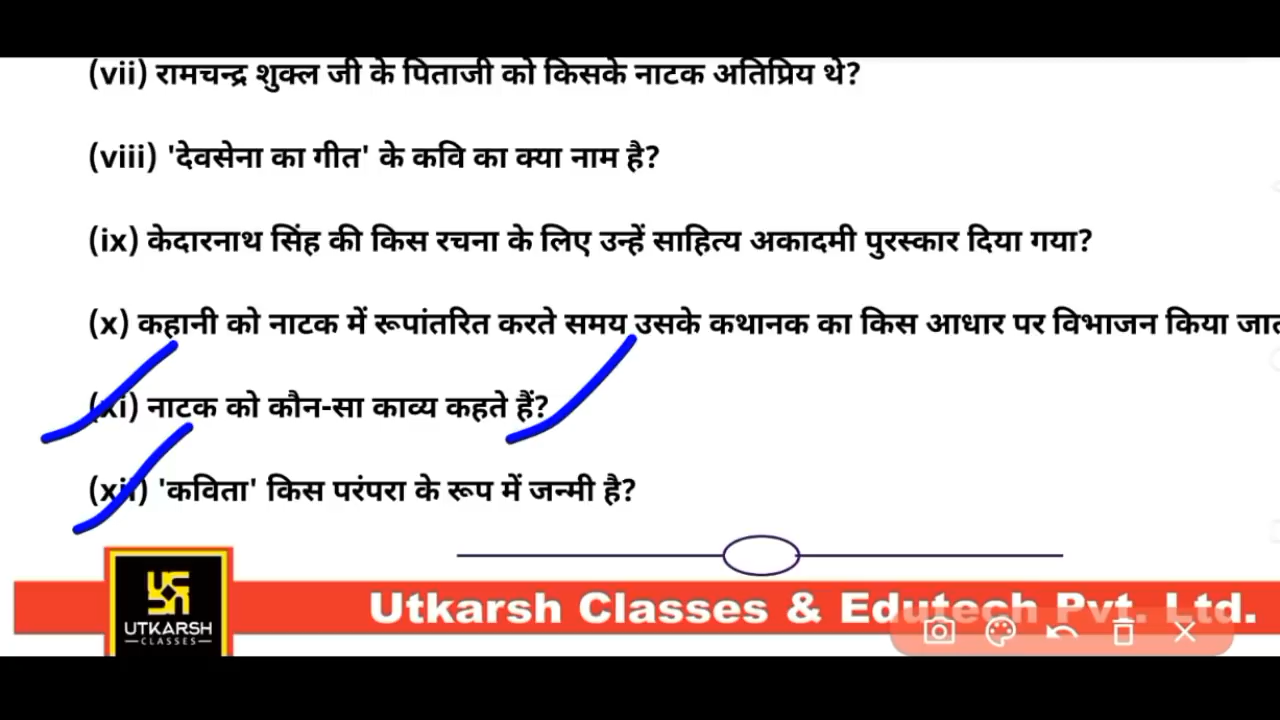 (vii) रामचन्द्र शुक्ल जी के पिताजी को किसके नाटक अतिप्रिय थे?
(viii) 'देवसेना का गीत' के कवि का क्या नाम है?
(ix) केदारनाथ सिंह की किस रचना के लिए उन्हें साहित्य अकादमी पुरस्कार दिया गया?
(x) कहानी को नाटक में रूपांतरित करते समय उसके कथानक का किस आधार पर विभाजन किया
(xi) नाटक को कौन-सा काव्य कहते हैं?
(xii) 'कविता' किस परंपरा के रूप में जन्मी है?
UTKARSH
CLASSES
Utkarsh Classes & Edutech Pvt. Ltd.